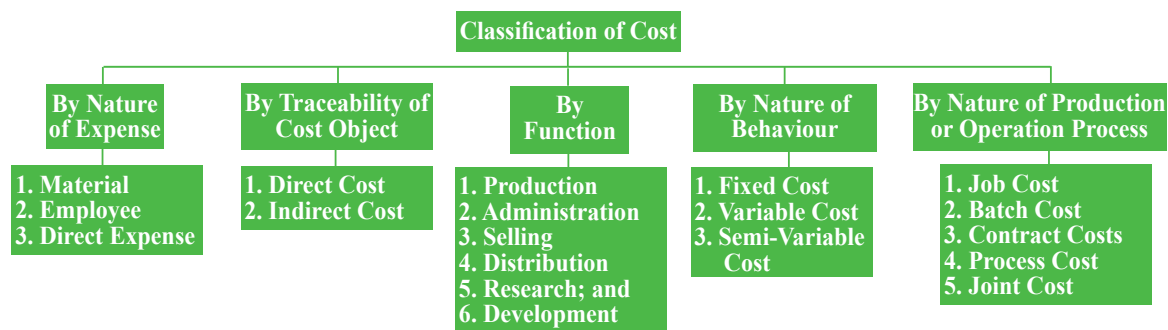 Classification of Cost
By Nature
of Expense
1. Material
2. Employee
3. Direct Expense
By Traceability of
Cost Object
1. Direct Cost
2. Indirect Cost
By
Function
1. Production
2. Administration
3. Selling
4. Distribution
5. Research; and
6. Development
By Nature of
Behaviour
1. Fixed Cost
2. Variable Cost
3. Semi-Variable
Cost
By Nature of Production
or Operation Process
1. Job Cost
2. Batch Cost
3. Contract Costs
4. Process Cost
5. Joint Cost